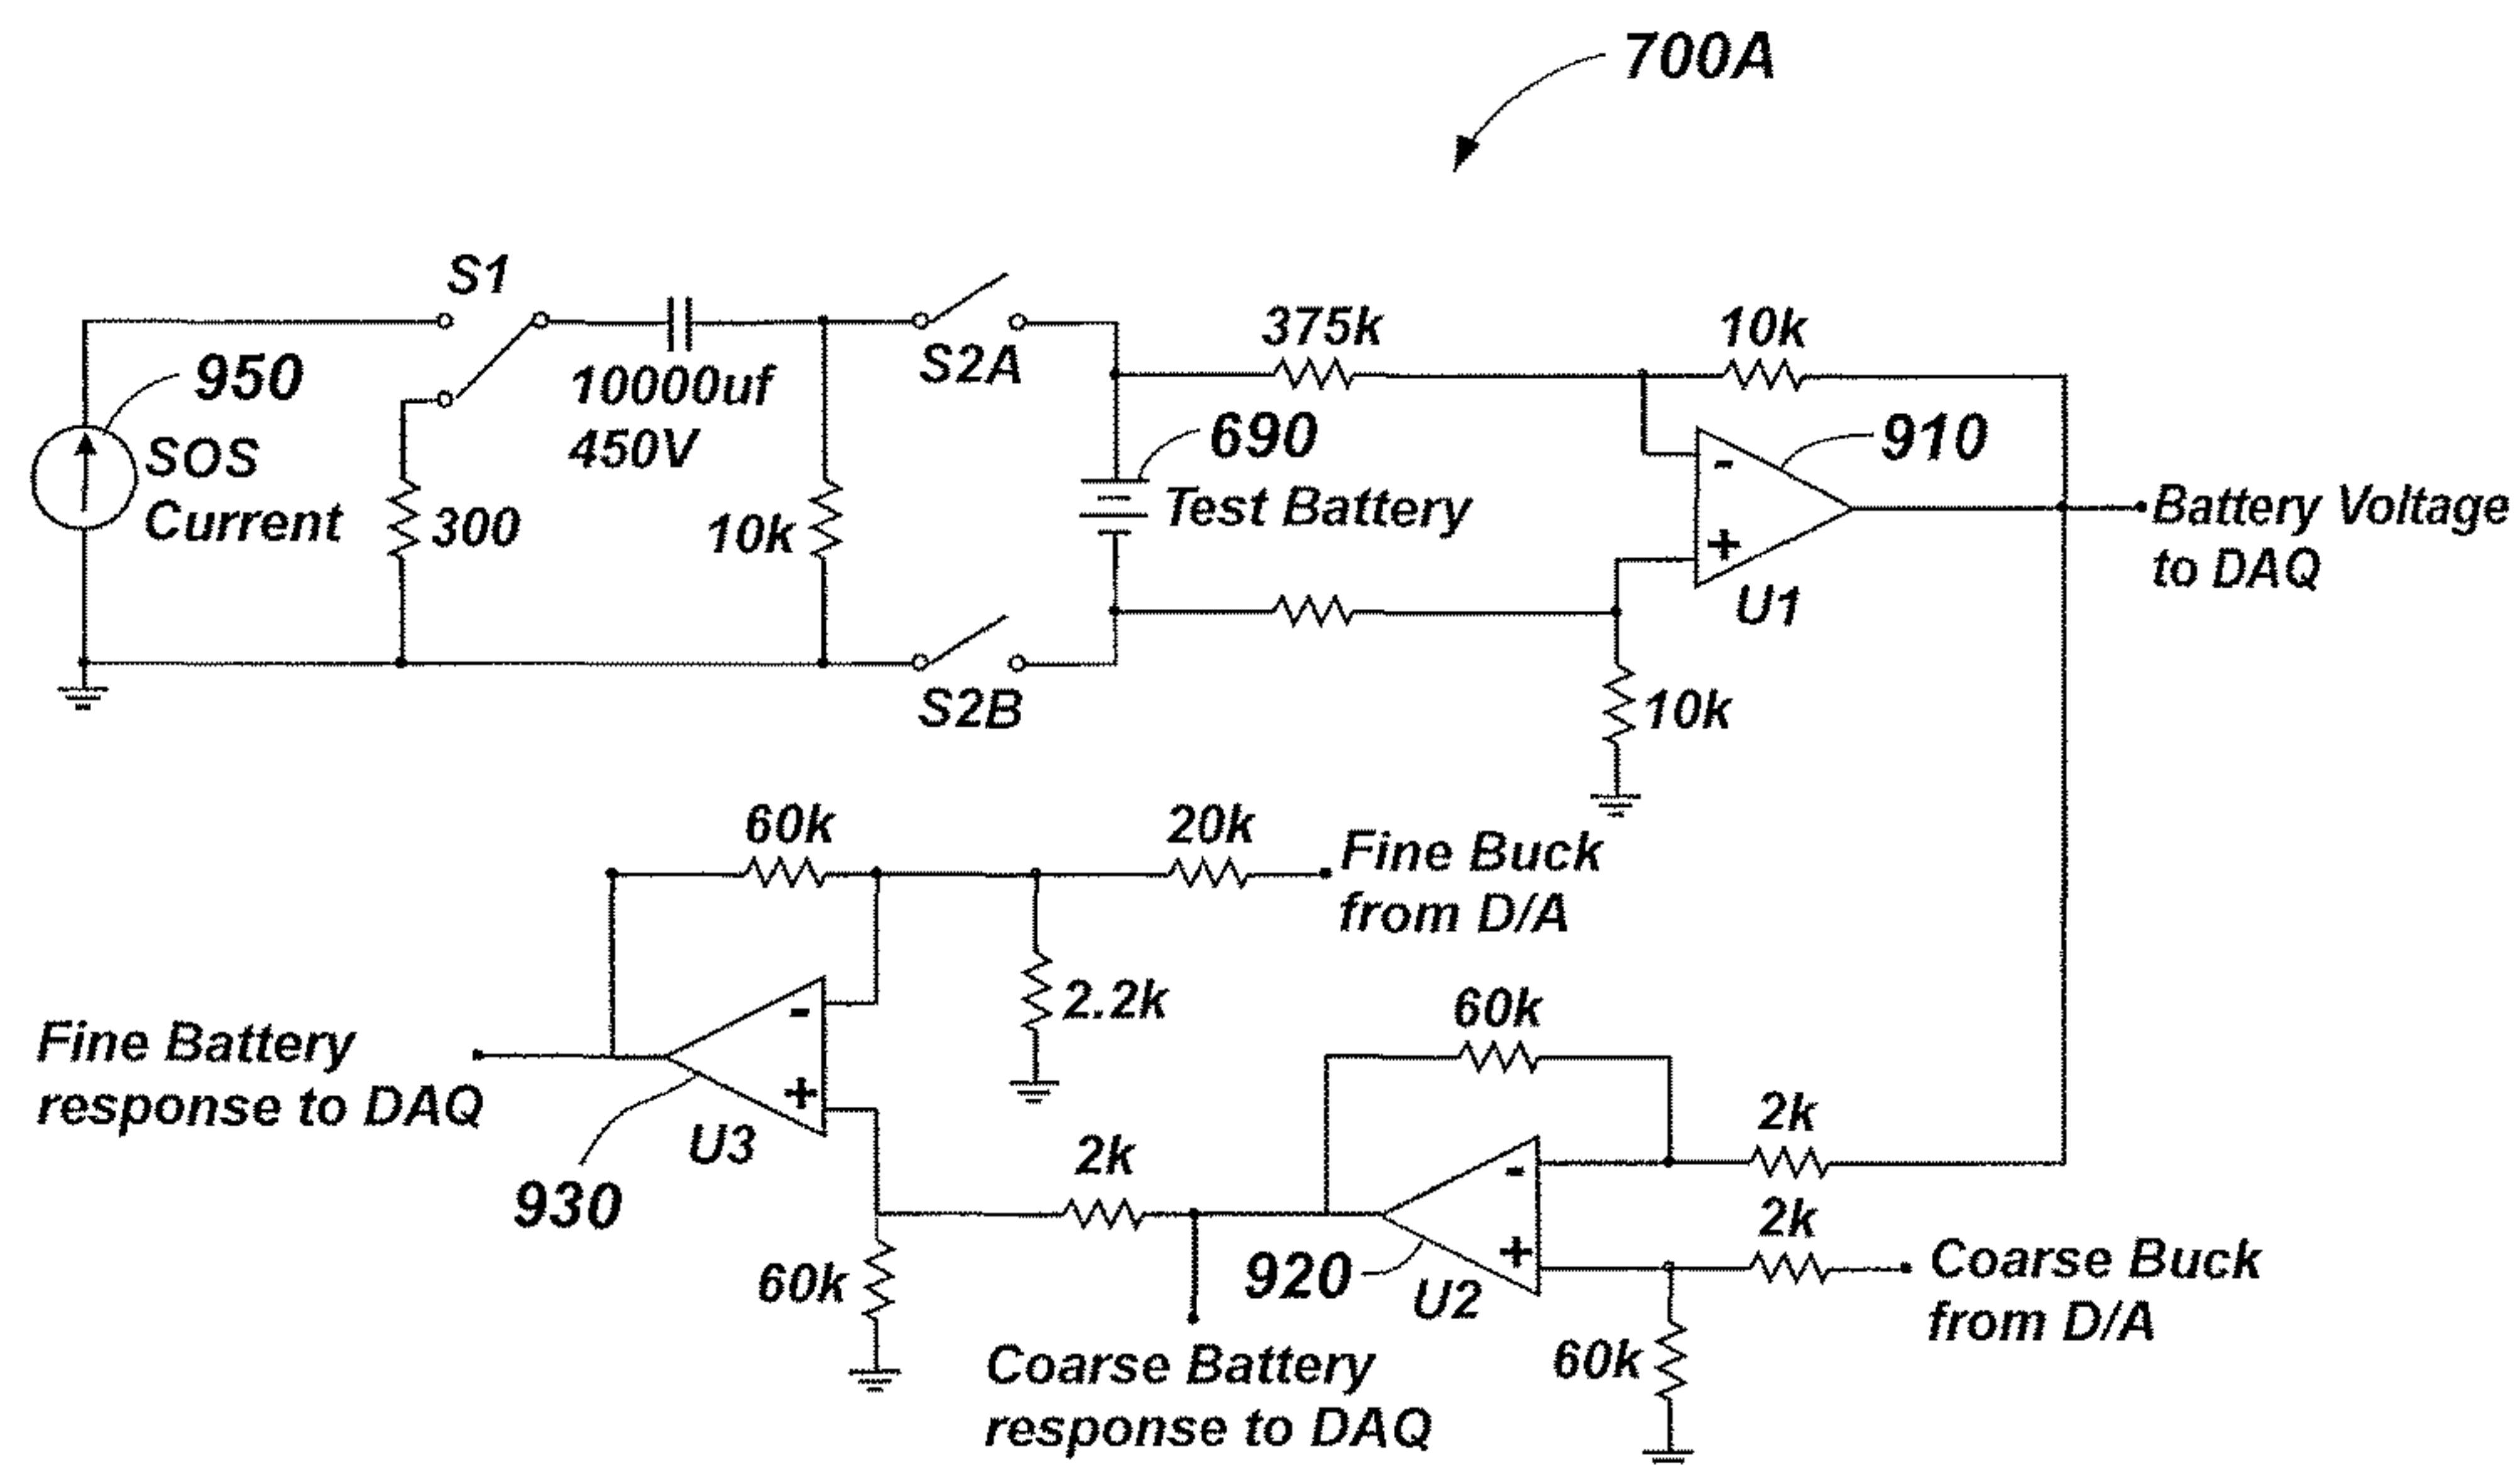 700A
S1
950
SOS
Current
300
10000uf
450V
10k
S2A
S2B
375k
690
Test Battery
10k
910
-
+
U1
Battery Voltage
to DAQ
10k
60k
20k
Fine Buck
from D/A
2.2k
-
+
U3
930
Fine Battery
response to DAQ
60k
2k
60k
-
+
U2
920
2k
2k
Coarse Buck
from D/A
60k
Coarse Battery
response to DAQ